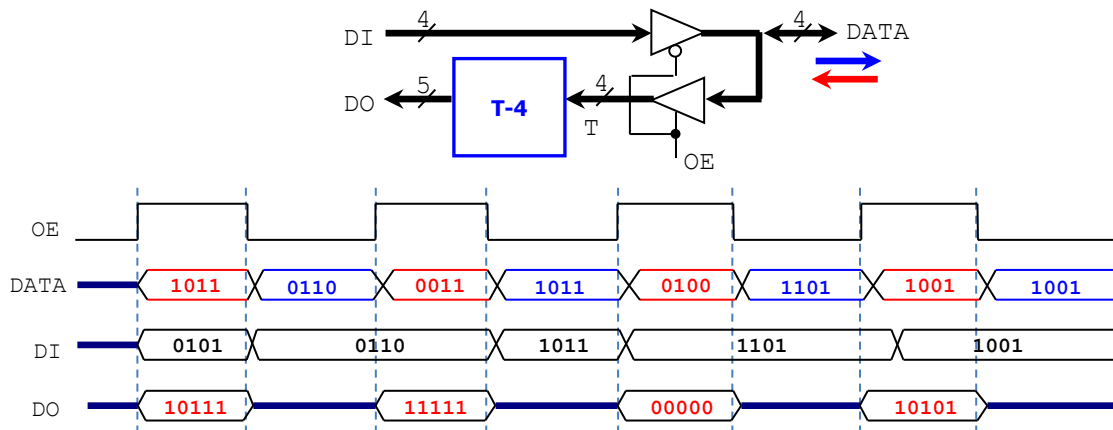 DI 4 4 DATA
DO 5 T-4 4
T
OE
OE
DATA 1011 0110 0011 1011 0100 1101 1001 1001
DI 0101 0110 1011 1101 1001
DO 10111 11111 00000 10101